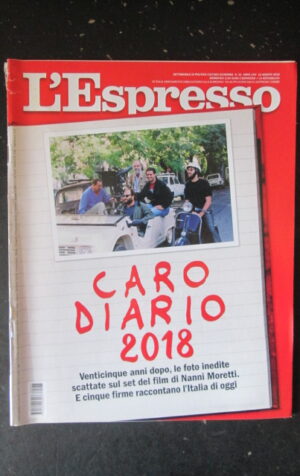 L'Espresso
CARO
DIARIO
2018
Venticinque anni dopo, le foto inedite
scattate sul set del film di Nanni Moretti.
E cinque firme raccontano l'Italia di oggi